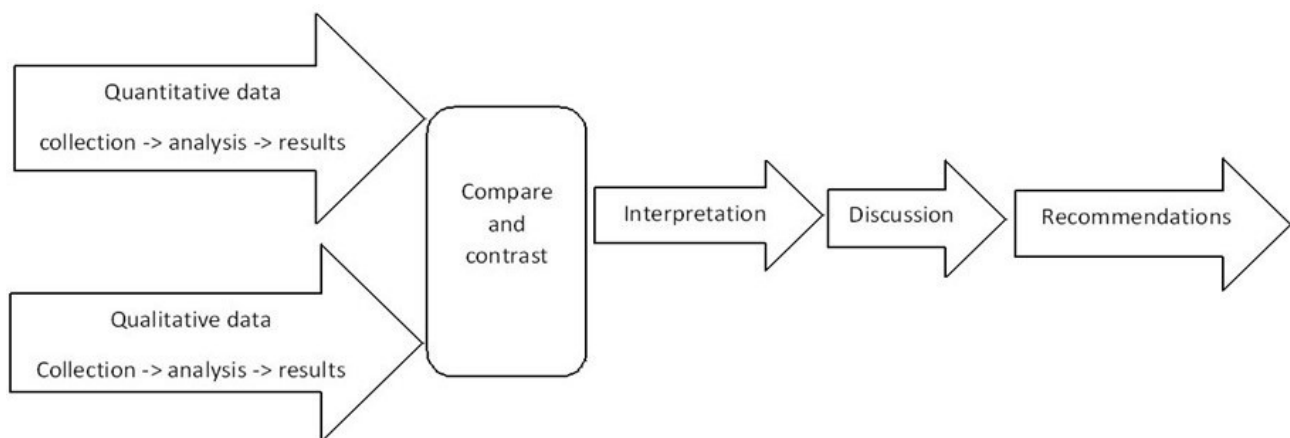 Quantitative data
collection -> analysis -> results
Qualitative data
Collection -> analysis -> results
Compare
and
contrast
Interpretation
Discussion
Recommendations